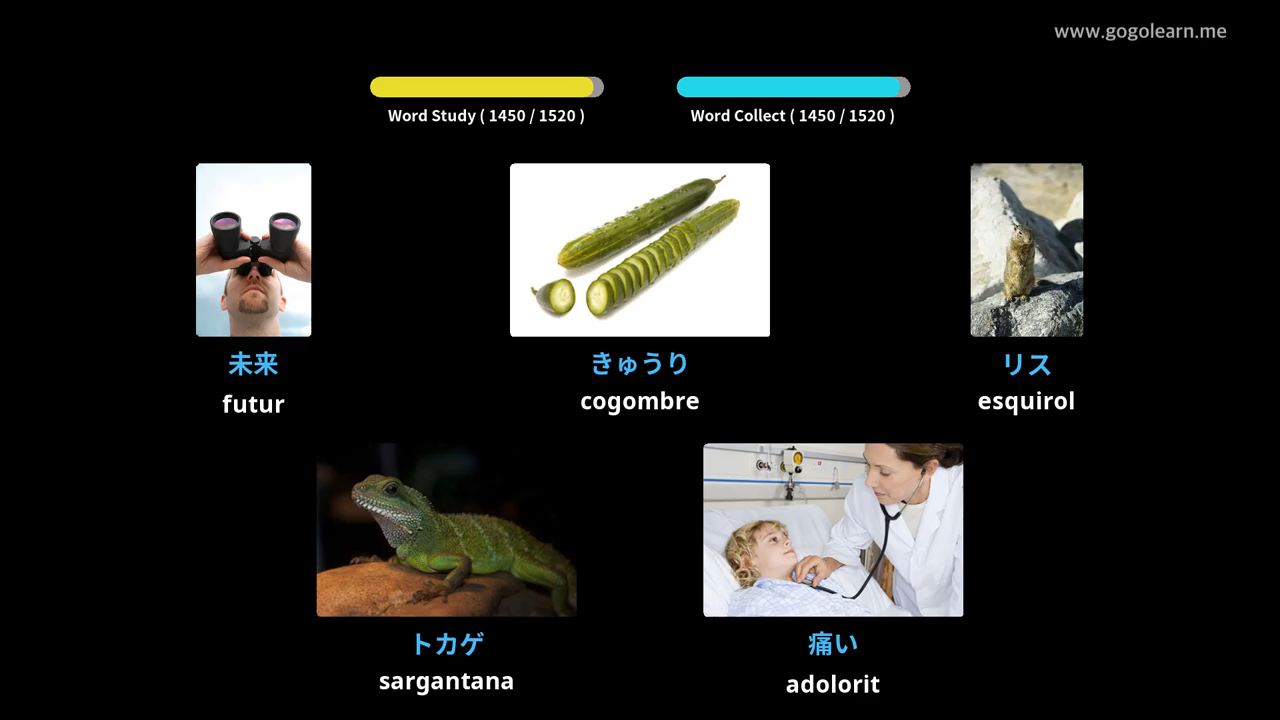 www.gogolearn.me
Word Study ( 1450 / 1520 )
Word Collect ( 1450 / 1520 )
未来
futur
きゅうり
cogombre
リス
esquirol
トカゲ
sargantana
痛い
adolorit